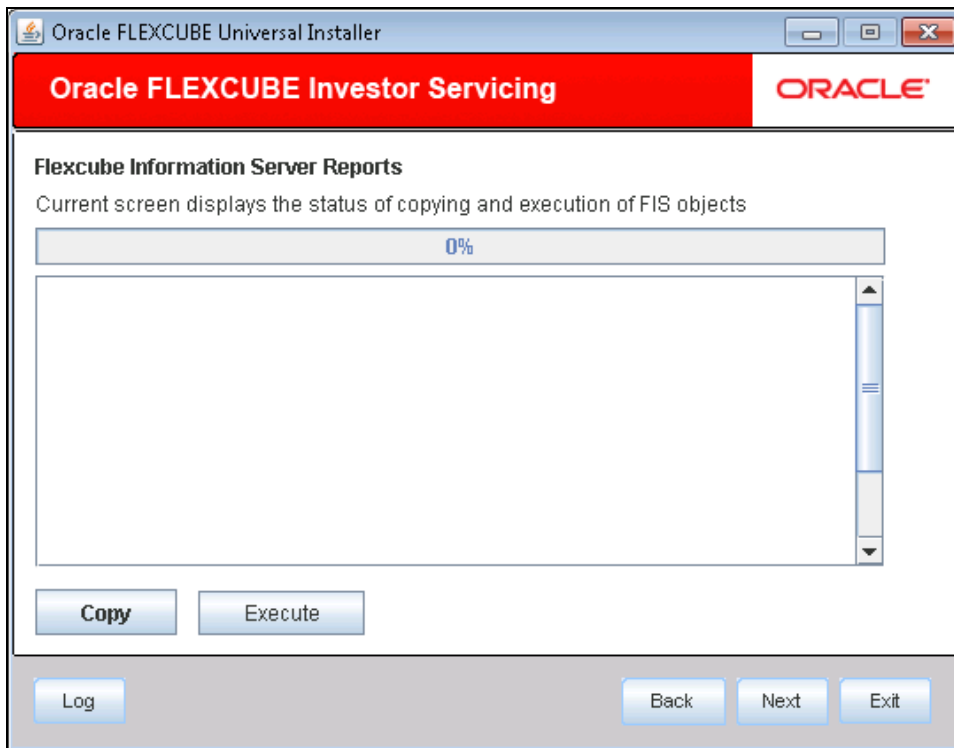 Oracle FLEXCUBE Universal Installer
Oracle FLEXCUBE Investor Servicing
ORACLE
Flexcube Information Server Reports
Current screen displays the status of copying and execution of FIS objects
0%
Copy Execute
Log Back Next Exit